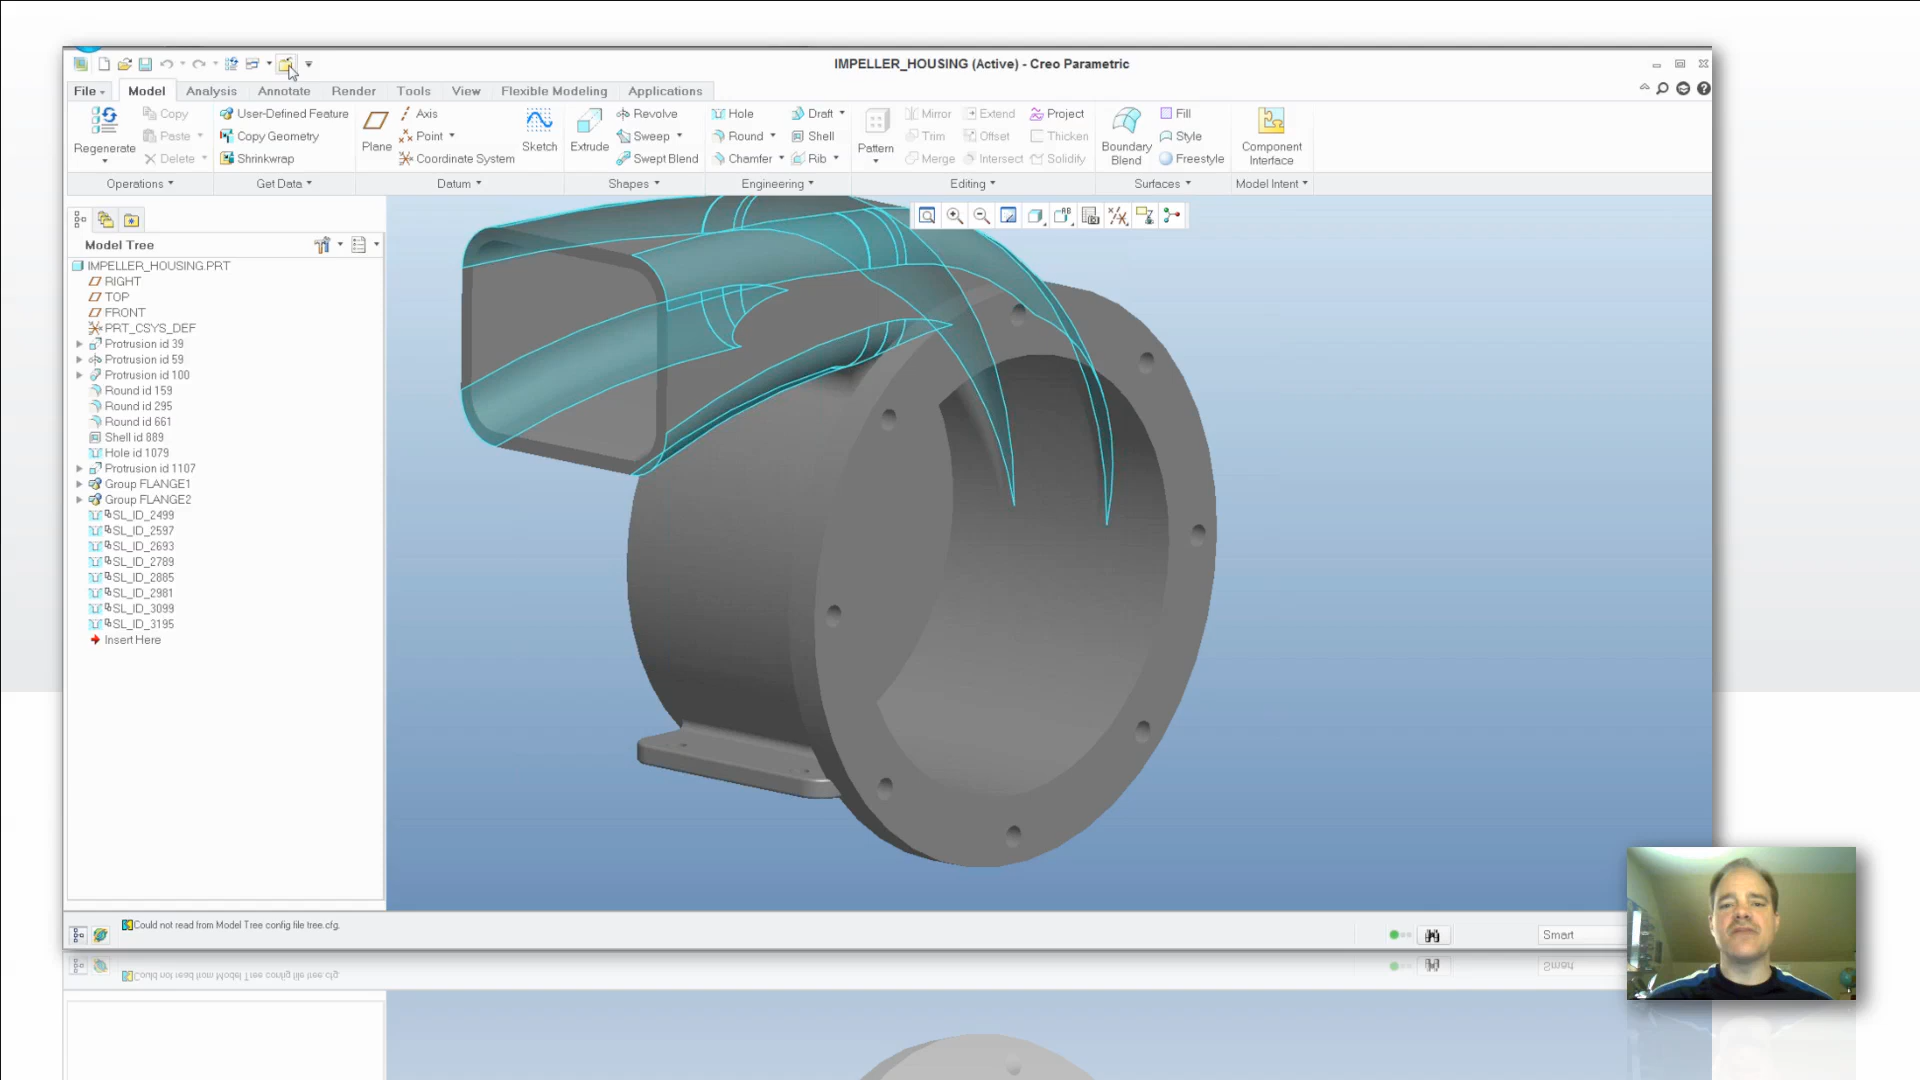 IMPELLER_HOUSING (Active) - Creo Parametric
File Model Analysis Annotate Render Tools View Flexible Modeling Applications
Regenerate
Copy
Paste
Delete
Operations
User-Defined Feature
Copy Geometry
Shrinkwrap
Get Data
Plane
Axis
Point
Coordinate System
Sketch
Datum
Extrude
Revolve
Sweep
Swept Blend
Shapes
Hole
Round
Chamfer
Draft
Shell
Rib
Engineering
Pattern
Mirror
Trim
Merge
Extend
Offset
Intersect
Project
Thicken
Solidify
Editing
Boundary
Blend
Fill
Style
Freestyle
Surfaces
Component
Interface
Model Intent
Model Tree
IMPELLER_HOUSING.PRT
RIGHT
TOP
FRONT
PRT_CSYS_DEF
Protrusion id 39
Protrusion id 59
Protrusion id 100
Round id 159
Round id 295
Round id 661
Shell id 889
Hole id 1079
Protrusion id 1107
Group FLANGE1
Group FLANGE2
SL_ID_2499
SL_ID_2597
SL_ID_2693
SL_ID_2789
SL_ID_2885
SL_ID_2981
SL_ID_3099
SL_ID_3195
Insert Here
Could not read from Model Tree config file tree.cfg.
Smart